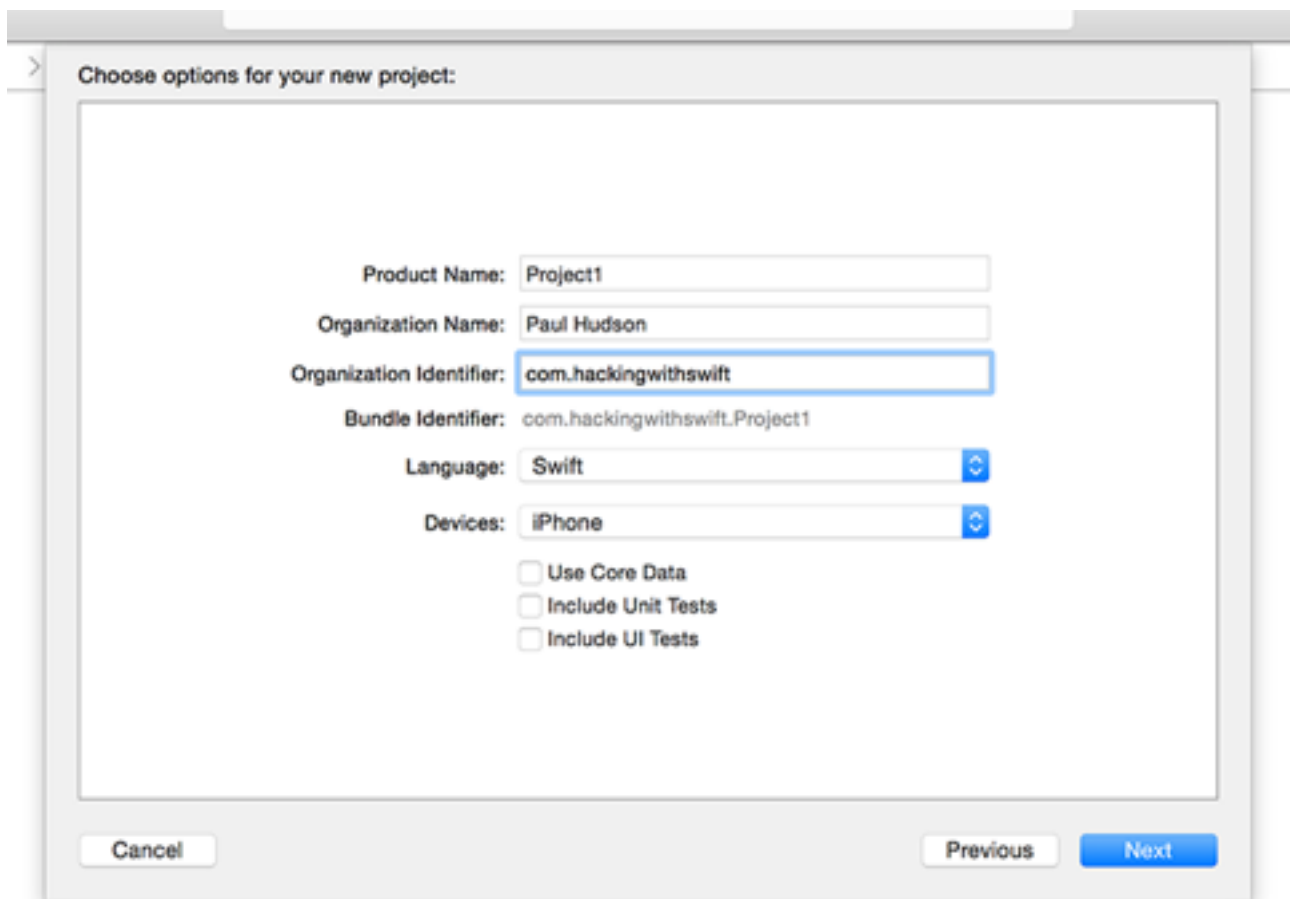 Choose options for your new project:
Product Name: Project1
Organization Name: Paul Hudson
Organization Identifier: com.hackingwithswift
Bundle Identifier: com.hackingwithswift.Project1
Language: Swift
Devices: iPhone
Use Core Data
Include Unit Tests
Include UI Tests
Cancel Previous Next